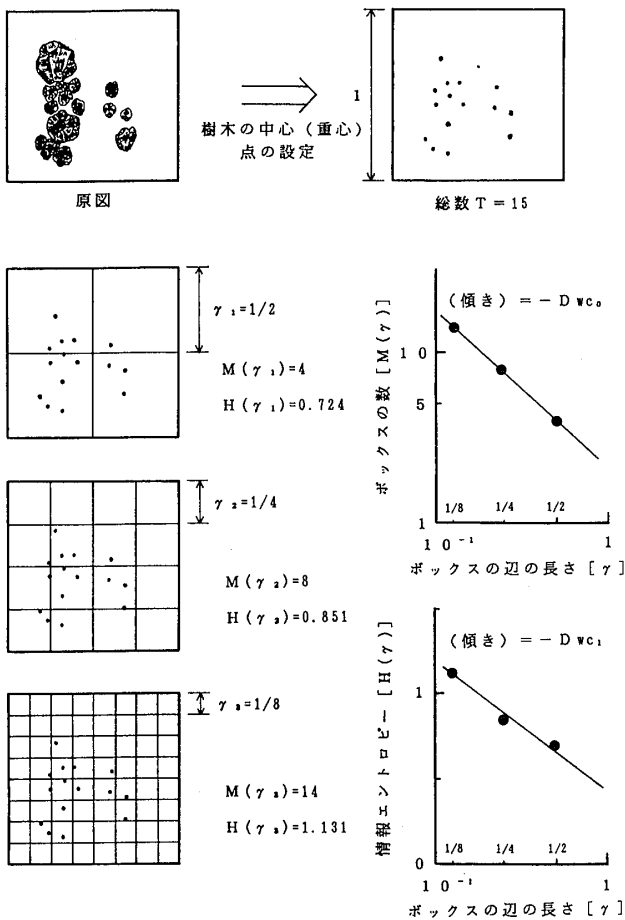 原図
樹木の中心（重心）
点の設定
1
総数T＝15
γ₁=1/2
M(γ₁)=4
H(γ₁)=0.724
ボックスの数[M(γ)]
(傾き)＝－Dwc₀
10
5
1
1/8 1/4 1/2
10⁻¹ 1
ボックスの辺の長さ[γ]
γ₂=1/4
M(γ₂)=8
H(γ₂)=0.851
γ₃=1/8
M(γ₃)=14
H(γ₃)=1.131
情報エントロピー[H(γ)]
(傾き)＝－Dwc₁
1
0
1/8 1/4 1/2
10⁻¹ 1
ボックスの辺の長さ[γ]